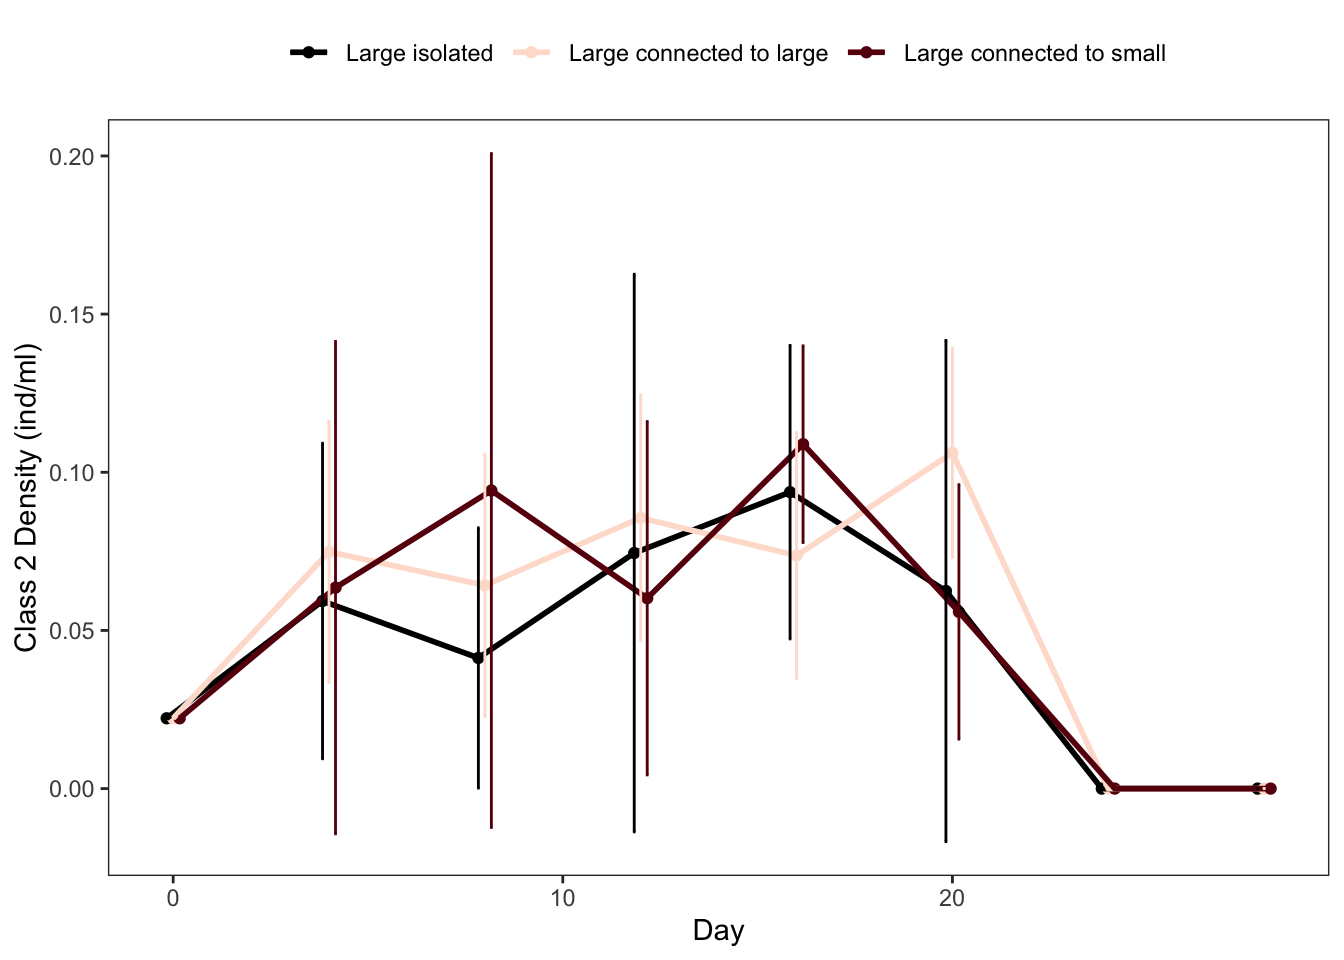 Large isolated Large connected to large Large connected to small
Class 2 Density (ind/ml)
0.20
0.15
0.10
0.05
0.00
0 10 20
Day